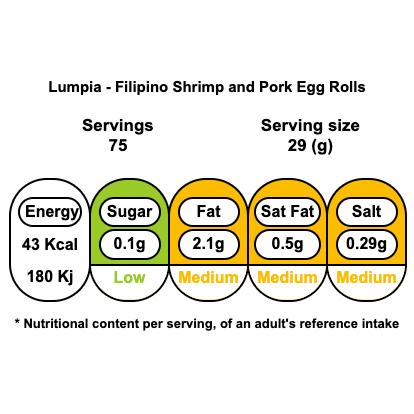 Lumpia - Filipino Shrimp and Pork Egg Rolls
Servings Serving size
75 29 (g)
Energy Sugar Fat Sat Fat Salt
43 Kcal 0.1g 2.1g 0.5g 0.29g
180 Kj Low Medium Medium Medium
* Nutritional content per serving, of an adult's reference intake